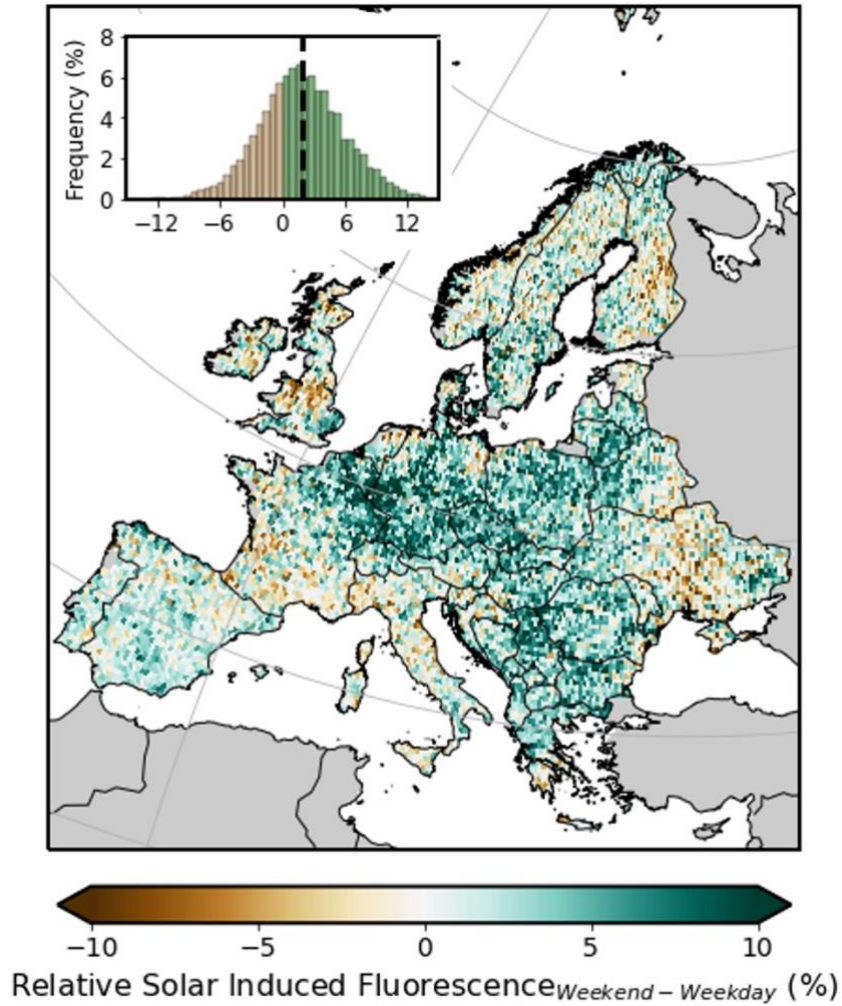 8
6
4
2
0
Frequency (%)
−12 −6 0 6 12
−10 −5 0 5 10
Relative Solar Induced Fluorescence Weekend − Weekday (%)